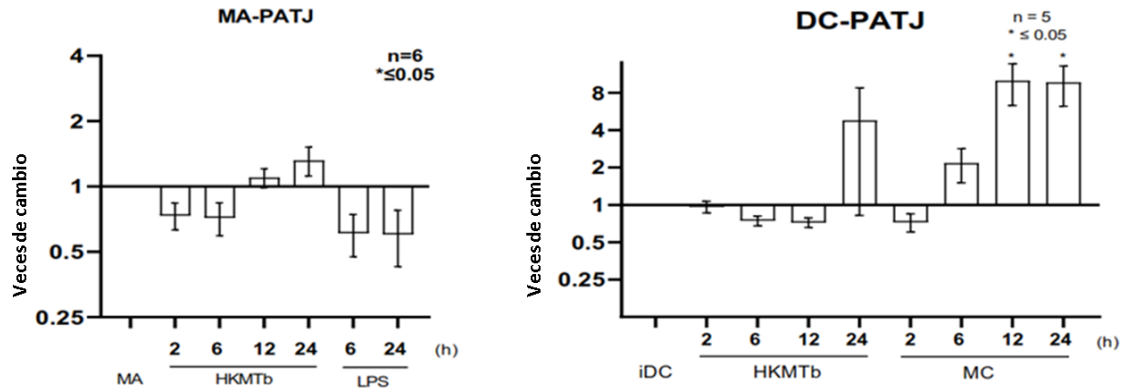 MA-PATJ
n=6
*≤0.05
Veces de cambio
4
2
1
0.5
0.25
2 6 12 24 6 24 (h)
MA HKMTb LPS
DC-PATJ
n = 5
* ≤ 0.05
* *
Veces de cambio
8
4
2
1
0.5
0.25
2 6 12 24 2 6 12 24 (h)
iDC HKMTb MC